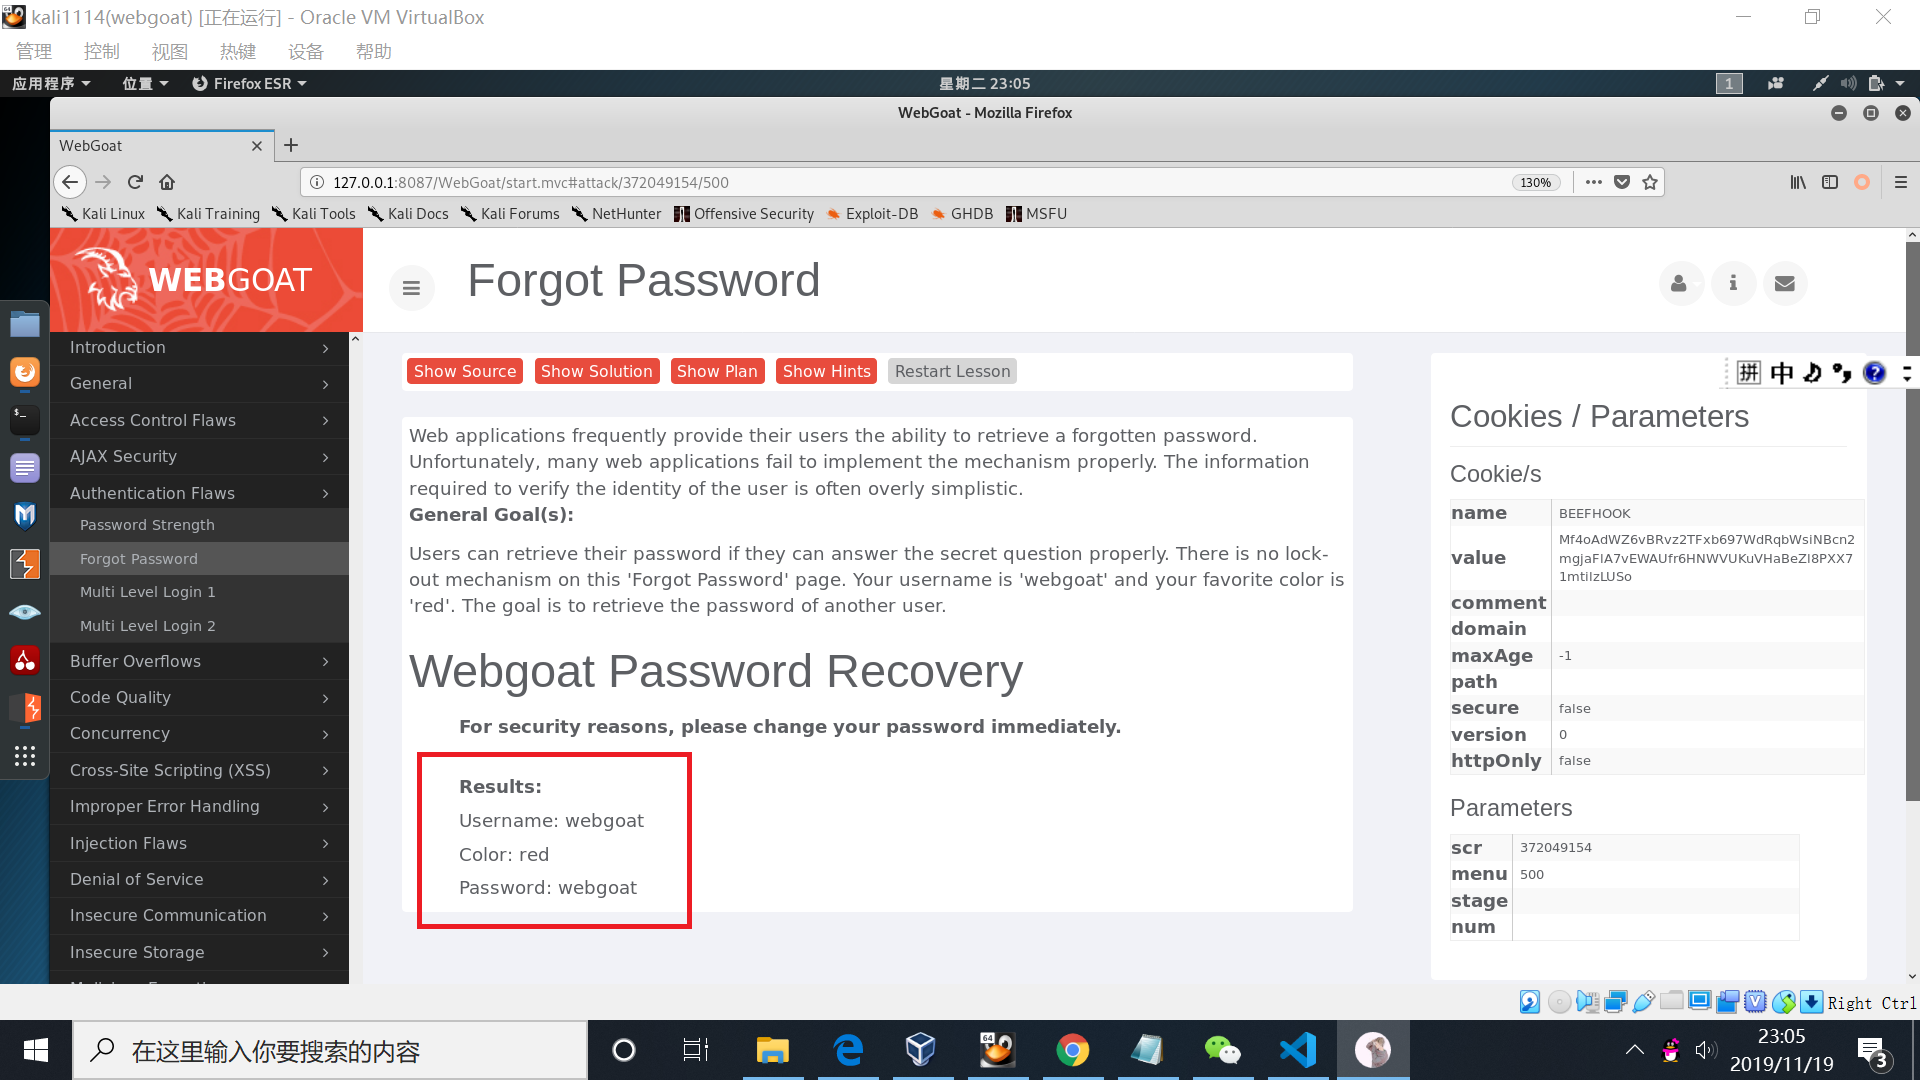 kali1114(webgoat) [正在运行] - Oracle VM VirtualBox
管理 控制 视图 热键 设备 帮助
应用程序 位置 Firefox ESR 星期二 23:05 1
WebGoat - Mozilla Firefox
WebGoat
127.0.0.1:8087/WebGoat/start.mvc#attack/372049154/500 130%
Kali Linux Kali Training Kali Tools Kali Docs Kali Forums NetHunter Offensive Security Exploit-DB GHDB MSFU
WEBGOAT
Forgot Password
Introduction
General
Access Control Flaws
AJAX Security
Authentication Flaws
Password Strength
Forgot Password
Multi Level Login 1
Multi Level Login 2
Buffer Overflows
Code Quality
Concurrency
Cross-Site Scripting (XSS)
Improper Error Handling
Injection Flaws
Denial of Service
Insecure Communication
Insecure Storage
Show Source Show Solution Show Plan Show Hints Restart Lesson
Web applications frequently provide their users the ability to retrieve a forgotten password.
Unfortunately, many web applications fail to implement the mechanism properly. The information
required to verify the identity of the user is often overly simplistic.
General Goal(s):
Users can retrieve their password if they can answer the secret question properly. There is no lock-
out mechanism on this 'Forgot Password' page. Your username is 'webgoat' and your favorite color is
'red'. The goal is to retrieve the password of another user.
Webgoat Password Recovery
For security reasons, please change your password immediately.
Results:
Username: webgoat
Color: red
Password: webgoat
拼 中
Cookies / Parameters
Cookie/s
name BEEFHOOK
value Mf4oAdWZ6vBRvz2TFxb697WdRqbWsiNBcn2
mgjaFlA7vEWAUfr6HNWVUKuVHaBeZl8PXX7
1mtiIzLUSo
comment
domain
maxAge -1
path
secure false
version 0
httpOnly false
Parameters
scr 372049154
menu 500
stage
num
Right Ctrl
在这里输入你要搜索的内容
64
23:05
2019/11/19
3